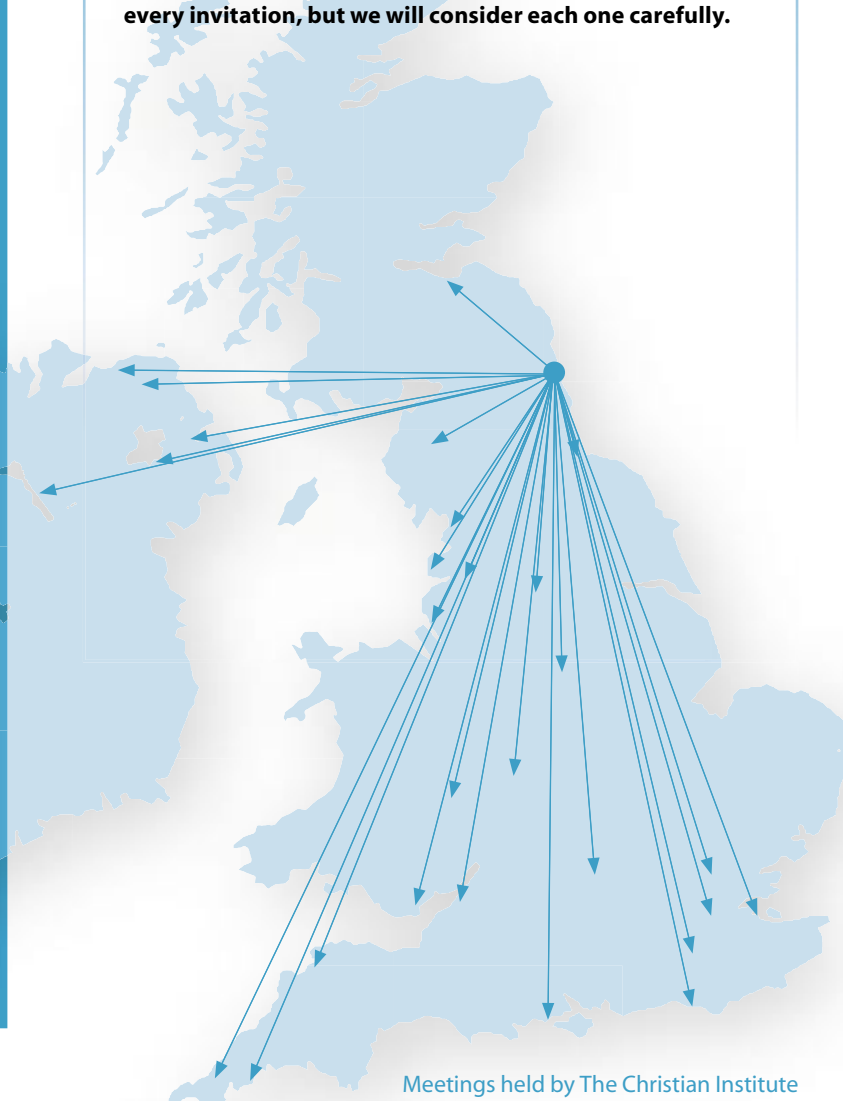 every invitation, but we will consider each one carefully.
Meetings held by The Christian Institute